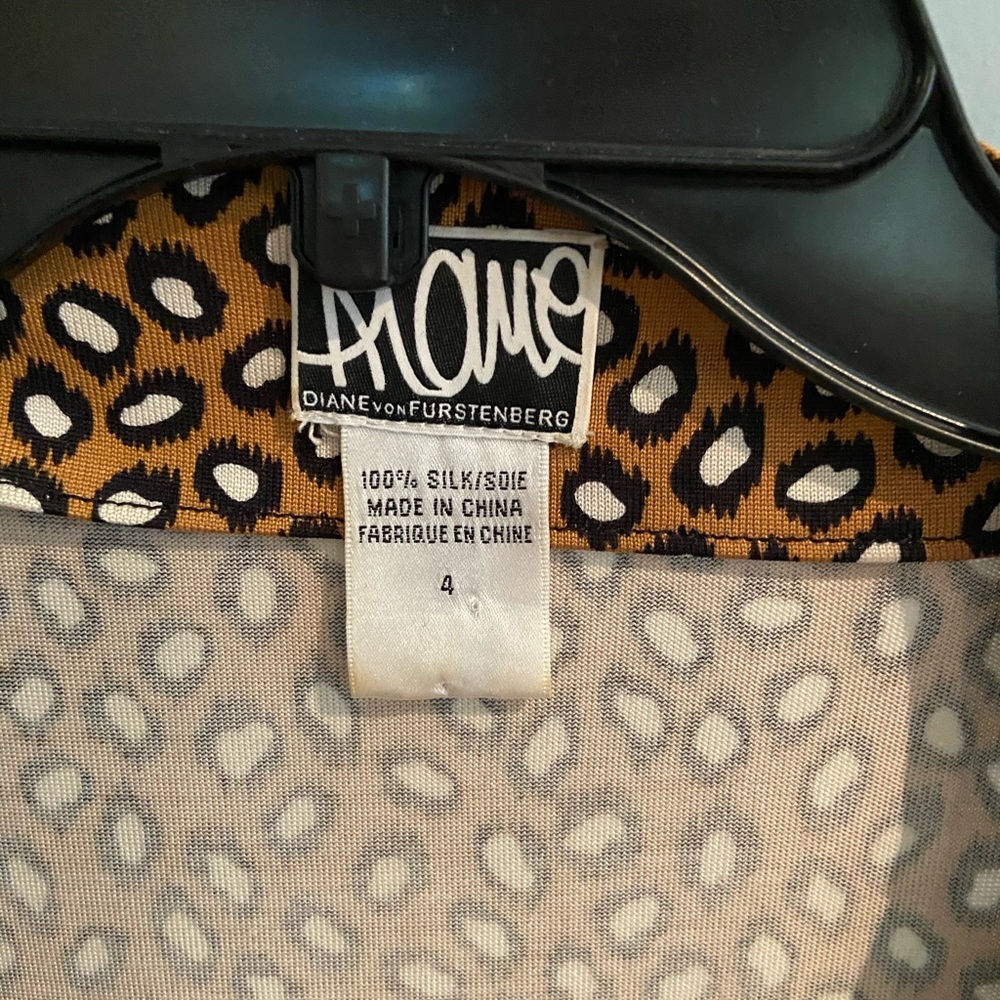 Diane
DIANE VON FURSTENBERG
100% SILK/SOIE
MADE IN CHINA
FABRIQUE EN CHINE
4